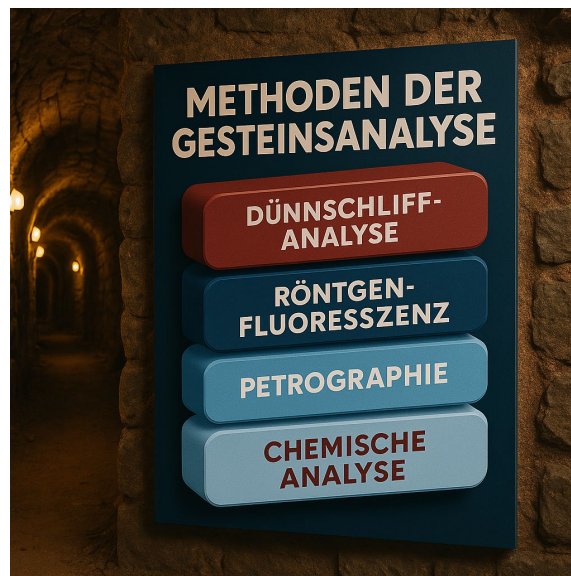 METHODEN DER
GESTEINSANALYSE
DÜNNSCHLIFF-
ANALYSE
RÖNTGEN-
FLUORESSZENZ
PETROGRAPHIE
CHEMISCHE
ANALYSE